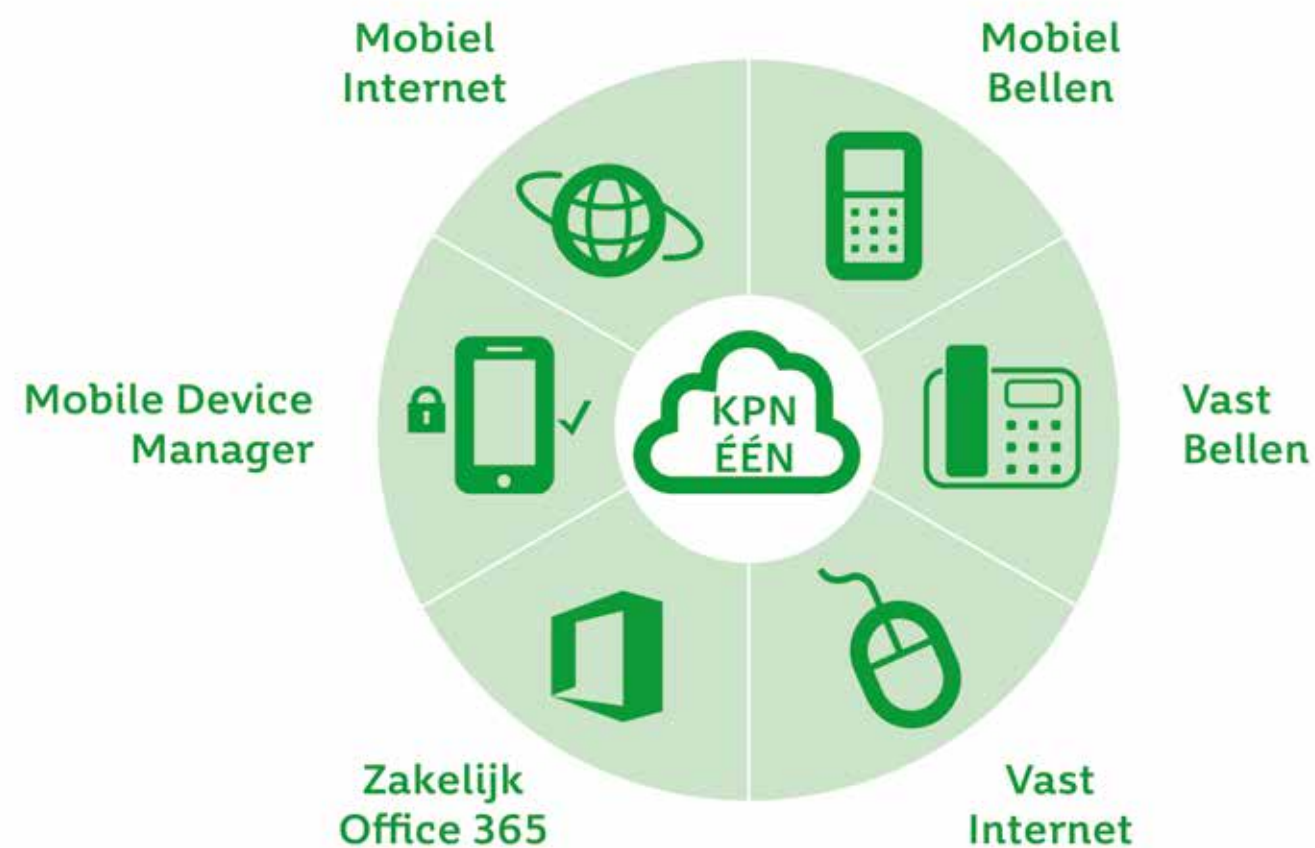 Mobiel
Internet
Mobiel
Bellen
Mobile Device
Manager
KPN
ÉÉN
Vast
Bellen
Zakelijk
Office 365
Vast
Internet